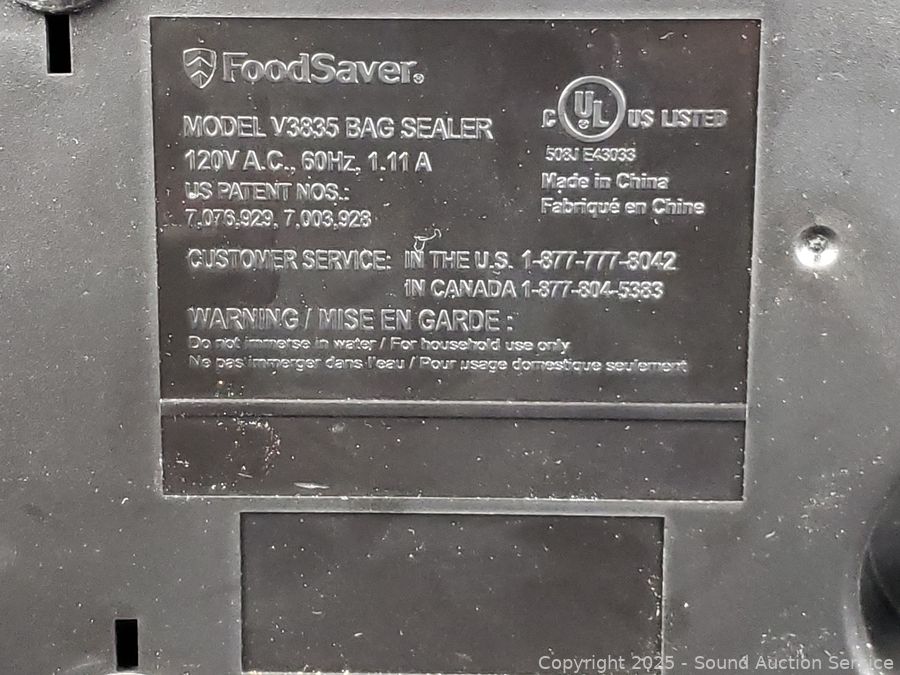 FoodSaver®
MODEL V3835 BAG SEALER
120V A.C., 60Hz, 1.11 A
US PATENT NOS.:
7,076,929, 7,003,928
C UL® US LISTED
508J E43033
Made in China
Fabriqué en Chine
CUSTOMER SERVICE: IN THE U.S. 1-877-777-8042
IN CANADA 1-877-804-5383
WARNING / MISE EN GARDE :
Do not immerse in water / For household use only
Ne pas immerger dans l'eau / Pour usage domestique seulement
Copyright 2025 - Sound Auction Service